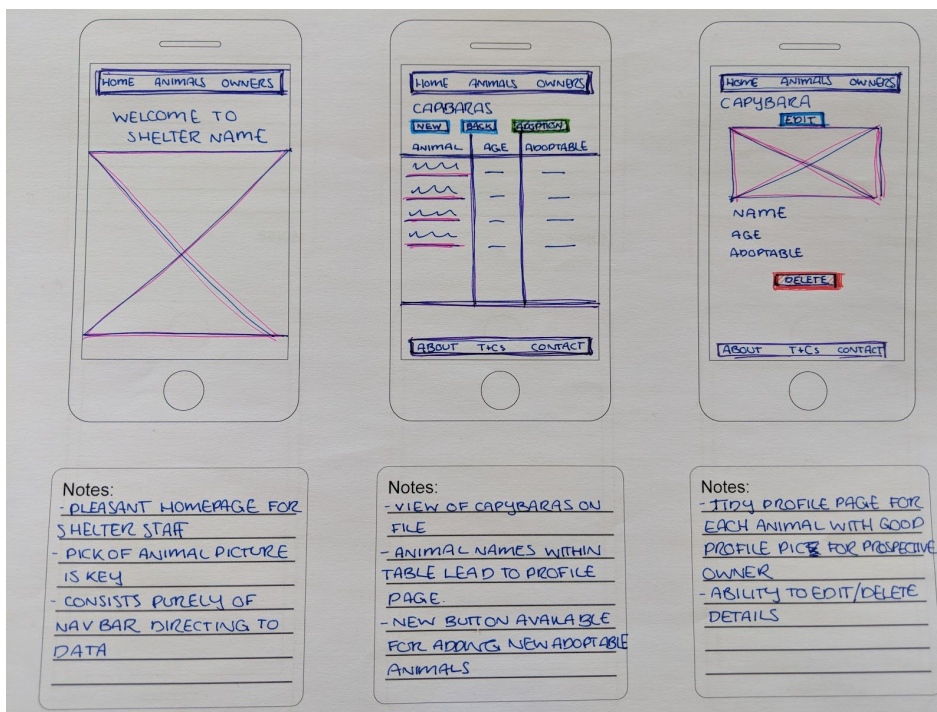 HOME ANIMALS OWNERS
WELCOME TO
SHELTER NAME
HOME ANIMALS OWNERS
CAPBARAS
NEW BACK ADOPTION
ANIMAL AGE ADOPTABLE
ABOUT T+Cs CONTACT
HOME ANIMALS OWNERS
CAPYBARA
EDIT
NAME
AGE
ADOPTABLE
DELETE
ABOUT T+Cs CONTACT
Notes:
- PLEASANT HOMEPAGE FOR
SHELTER STAFF
- PICK OF ANIMAL PICTURE
IS KEY
- CONSISTS PURELY OF
NAV BAR DIRECTING TO
DATA
Notes:
- VIEW OF CAPYBARAS ON
FILE
- ANIMAL NAMES WITHIN
TABLE LEAD TO PROFILE
PAGE.
- NEW BUTTON AVAILABLE
FOR ADDING NEW ADOPTABLE
ANIMALS
Notes:
- TIDY PROFILE PAGE FOR
EACH ANIMAL WITH GOOD
PROFILE PIC FOR PROSPECTIVE
OWNER
- ABILITY TO EDIT/DELETE
DETAILS